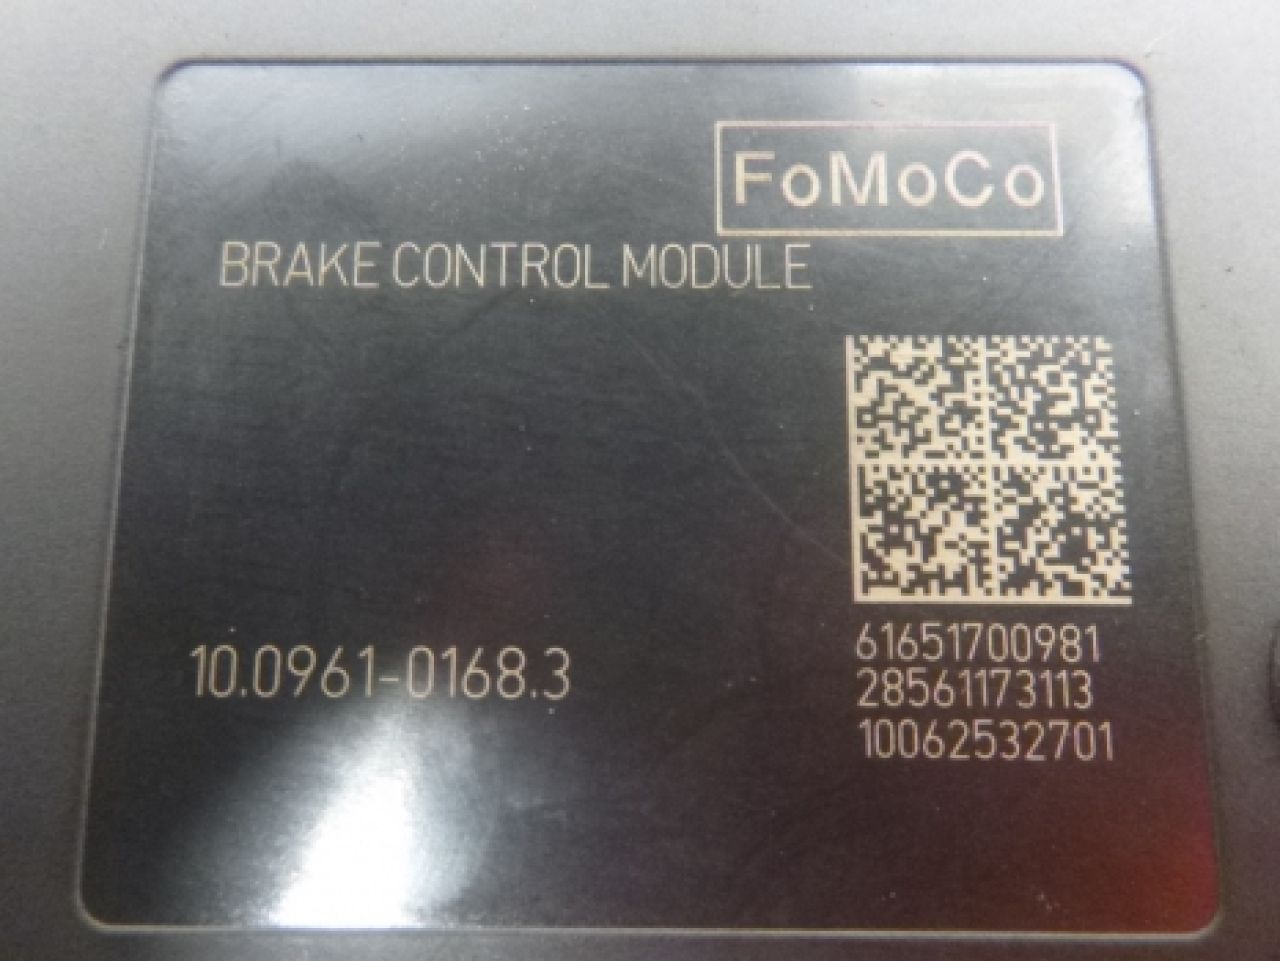 FoMoCo
BRAKE CONTROL MODULE
10.0961-0168.3
61651700981
28561173113
10062532701